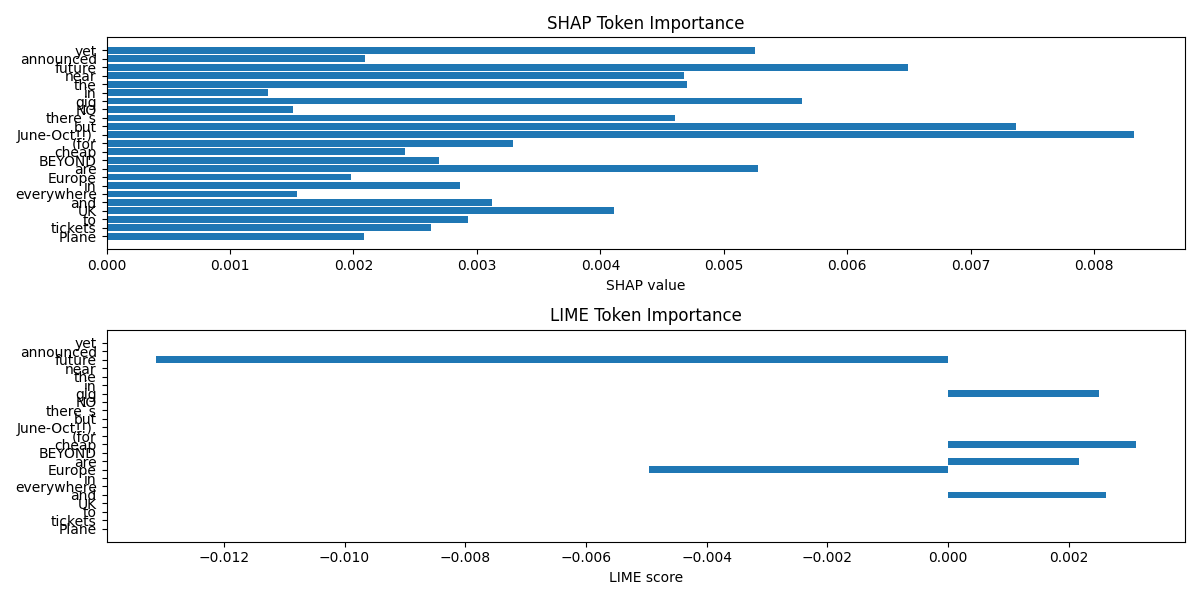 SHAP Token Importance
yet
announced
future
near
the
in
gig
NO
there`s
but
June-Oct!!),
(for
cheap
BEYOND
are
Europe
in
everywhere
and
UK
to
tickets
Plane
0.000 0.001 0.002 0.003 0.004 0.005 0.006 0.007 0.008
SHAP value
LIME Token Importance
yet
announced
future
near
the
in
gig
NO
there`s
but
June-Oct!!),
(for
cheap
BEYOND
are
Europe
in
everywhere
and
UK
to
tickets
Plane
−0.012 −0.010 −0.008 −0.006 −0.004 −0.002 0.000 0.002
LIME score